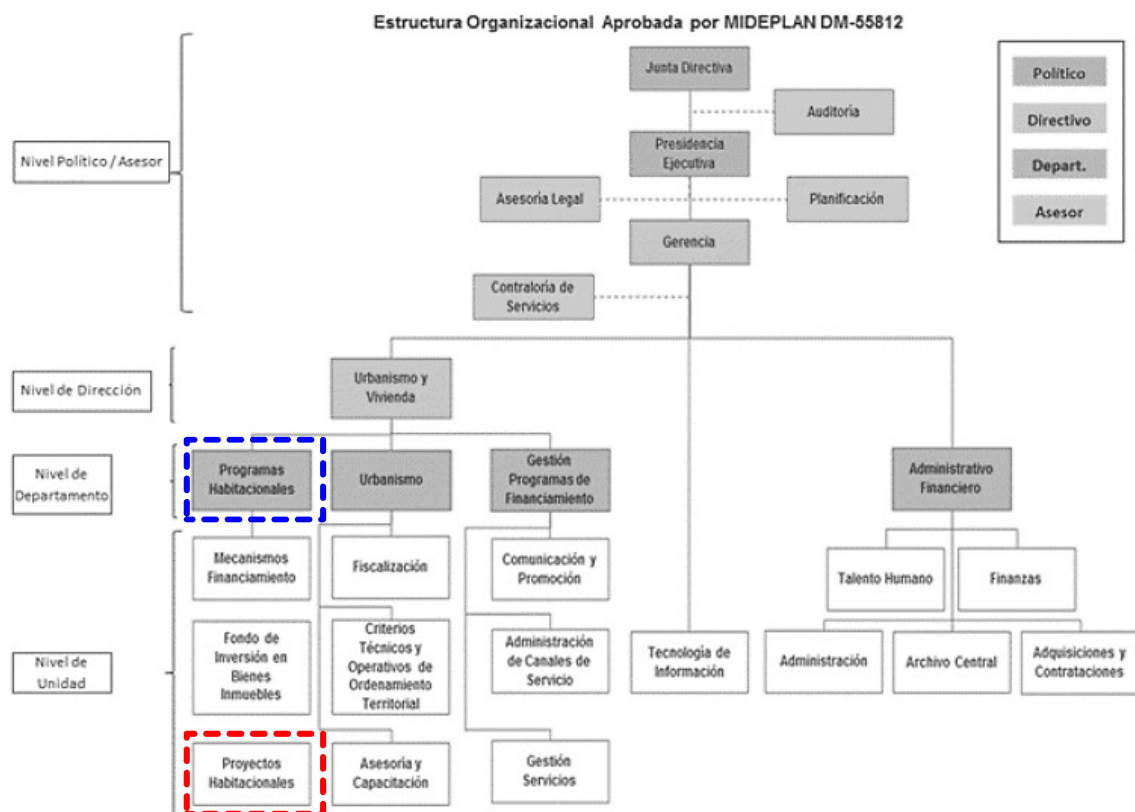 Estructura Organizacional Aprobada por MIDEPLAN DM-55812
Junta Directiva
Político
Auditoría
Directivo
Presidencia
Ejecutiva
Nivel Político / Asesor
Depart.
Asesoría Legal
Planificación
Asesor
Gerencia
Contraloría de
Servicios
Nivel de Dirección
Urbanismo y
Vivienda
Nivel de
Departamento
Programas
Habitacionales
Urbanismo
Gestión
Programas de
Financiamiento
Administrativo
Financiero
Mecanismos
Financiamiento
Fiscalización
Comunicación y
Promoción
Talento Humano
Finanzas
Nivel de
Unidad
Fondo de
Inversión en
Bienes
Inmuebles
Criterios
Técnicos y
Operativos de
Ordenamiento
Territorial
Administración
de Canales de
Servicio
Tecnología de
Información
Administración
Archivo Central
Adquisiciones y
Contrataciones
Proyectos
Habitacionales
Asesoría y
Capacitación
Gestión
Servicios